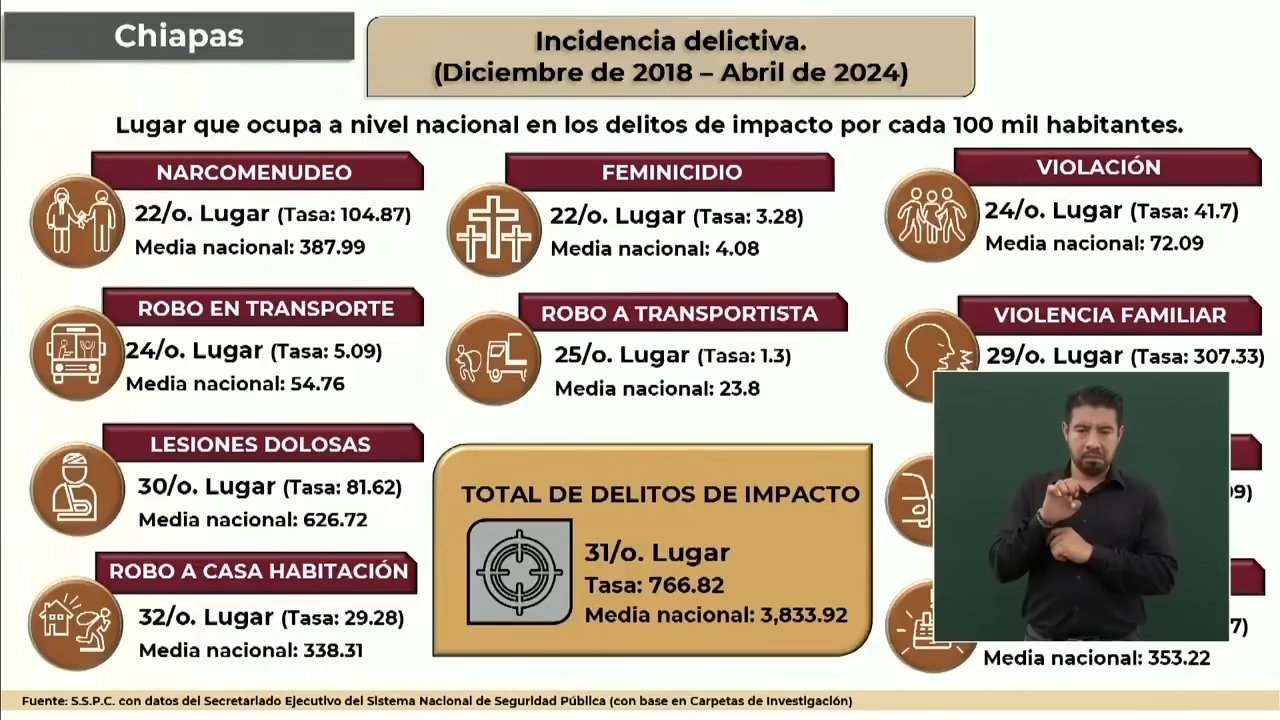 Chiapas
Incidencia delictiva.
(Diciembre de 2018 – Abril de 2024)
Lugar que ocupa a nivel nacional en los delitos de impacto por cada 100 mil habitantes.
NARCOMENUDEO
22/o. Lugar (Tasa: 104.87)
Media nacional: 387.99
FEMINICIDIO
22/o. Lugar (Tasa: 3.28)
Media nacional: 4.08
VIOLACIÓN
24/o. Lugar (Tasa: 41.7)
Media nacional: 72.09
ROBO EN TRANSPORTE
24/o. Lugar (Tasa: 5.09)
Media nacional: 54.76
ROBO A TRANSPORTISTA
25/o. Lugar (Tasa: 1.3)
Media nacional: 23.8
VIOLENCIA FAMILIAR
29/o. Lugar (Tasa: 307.33)
LESIONES DOLOSAS
30/o. Lugar (Tasa: 81.62)
Media nacional: 626.72
TOTAL DE DELITOS DE IMPACTO
31/o. Lugar
Tasa: 766.82
Media nacional: 3,833.92
ROBO A CASA HABITACIÓN
32/o. Lugar (Tasa: 29.28)
Media nacional: 338.31
Media nacional: 353.22
Fuente: S.S.P.C. con datos del Secretariado Ejecutivo del Sistema Nacional de Seguridad Pública (con base en Carpetas de Investigación)